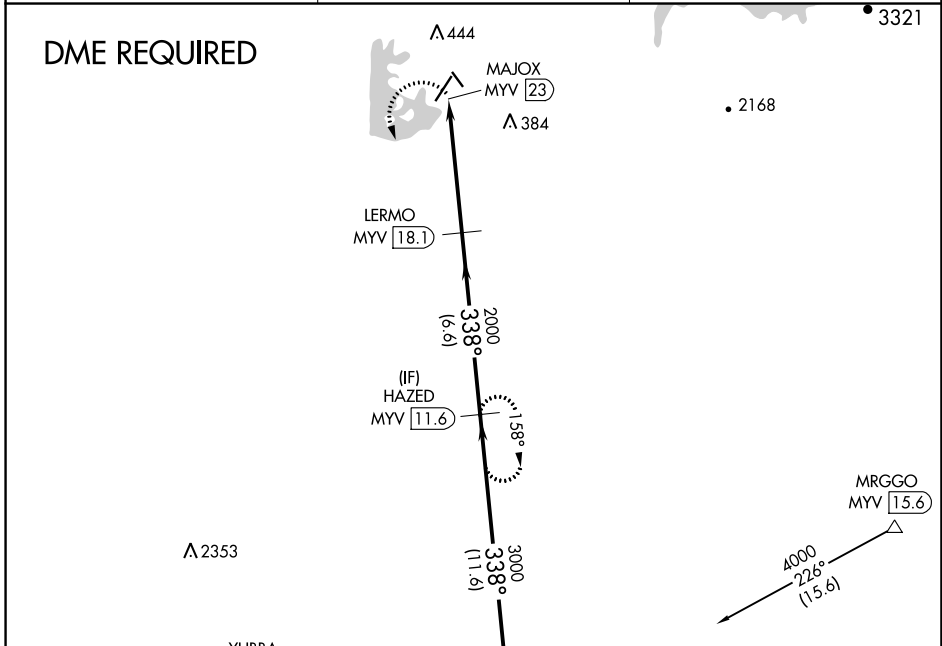 3321
444
DME REQUIRED
MAJOX
MYV 23
2168
384
LERMO
MYV 18.1
2000
338°
(6.6)
(IF)
HAZED
MYV 11.6
158°
MRGGO
MYV 15.6
2353
3000
338°
(11.6)
4000
226°
(15.6)